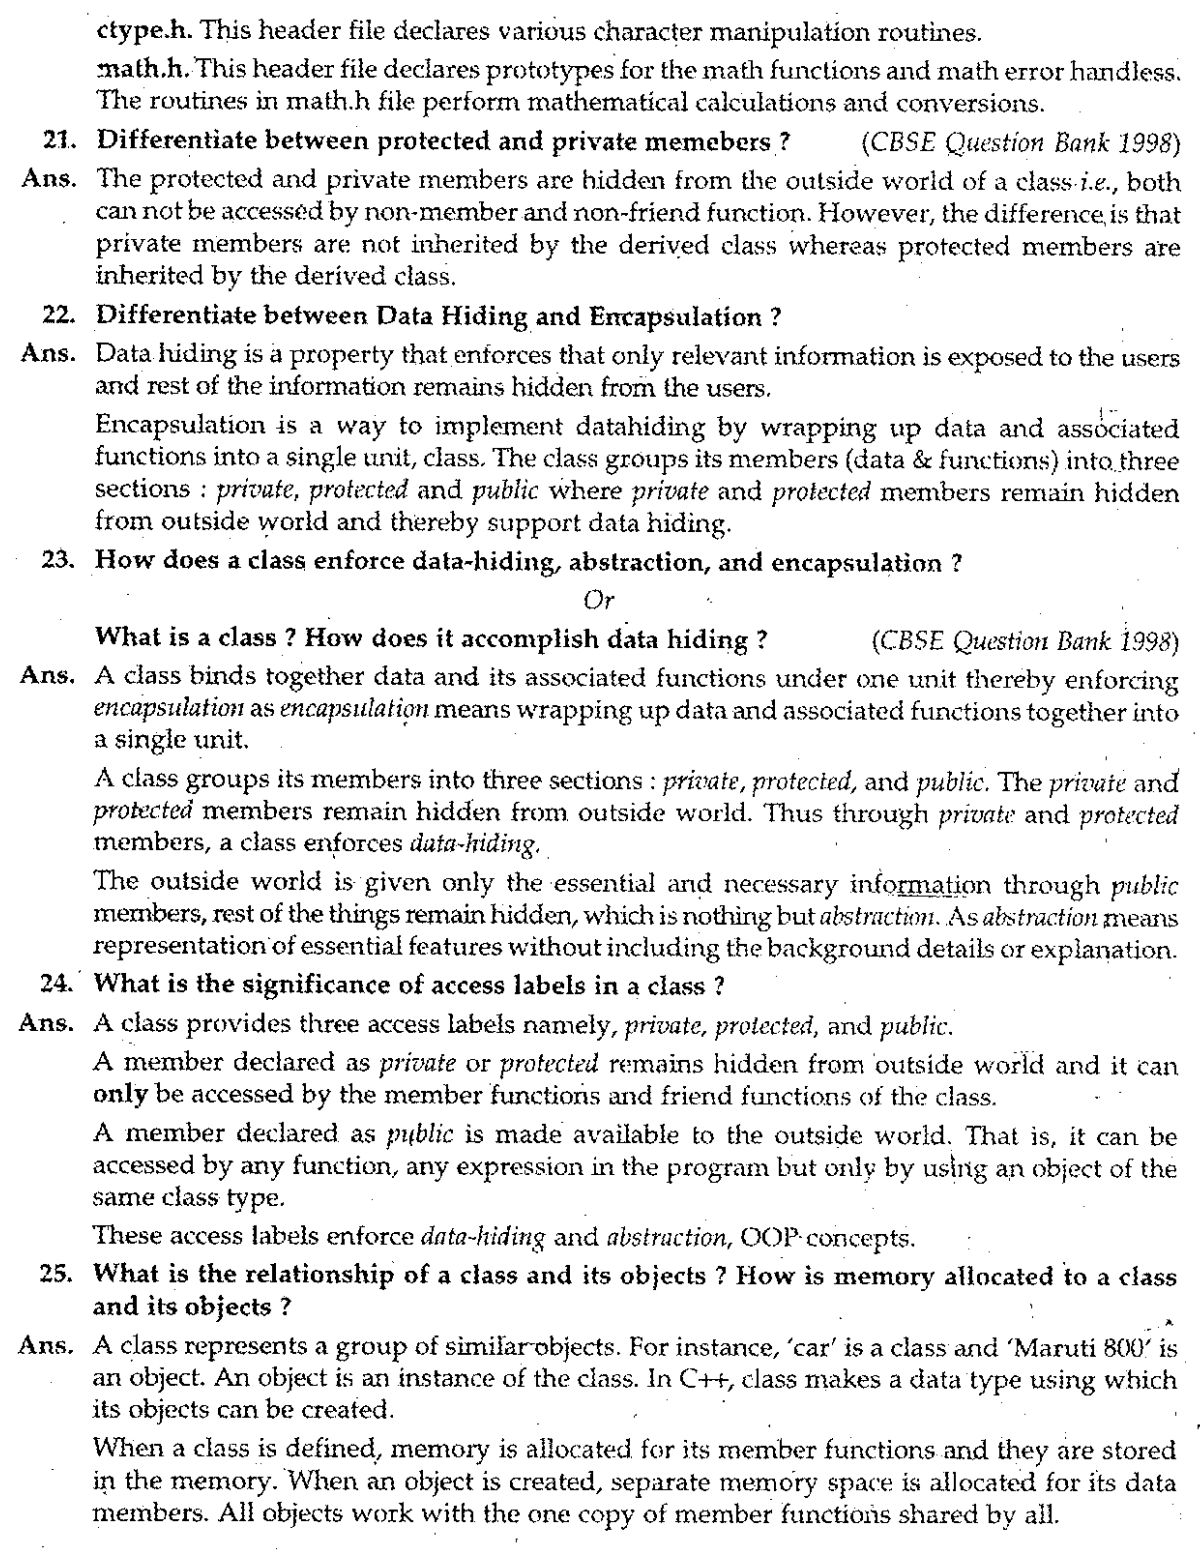 ctype.h. This header file declares various character manipulation routines.
math.h. This header file declares prototypes for the math functions and math error handless.
The routines in math.h file perform mathematical calculations and conversions.
21. Differentiate between protected and private memebers ? (CBSE Question Bank 1998)
Ans. The protected and private members are hidden from the outside world of a class i.e., both
can not be accessed by non-member and non-friend function. However, the difference is that
private members are not inherited by the derived class whereas protected members are
inherited by the derived class.
22. Differentiate between Data Hiding and Encapsulation ?
Ans. Data hiding is a property that enforces that only relevant information is exposed to the users
and rest of the information remains hidden from the users.
Encapsulation is a way to implement datahiding by wrapping up data and associated
functions into a single unit, class. The class groups its members (data & functions) into three
sections : private, protected and public where private and protected members remain hidden
from outside world and thereby support data hiding.
23. How does a class enforce data-hiding, abstraction, and encapsulation ?
Or
What is a class ? How does it accomplish data hiding ? (CBSE Question Bank 1998)
Ans. A class binds together data and its associated functions under one unit thereby enforcing
encapsulation as encapsulation means wrapping up data and associated functions together into
a single unit.
A class groups its members into three sections : private, protected, and public. The private and
protected members remain hidden from outside world. Thus through private and protected
members, a class enforces data-hiding.
The outside world is given only the essential and necessary information through public
members, rest of the things remain hidden, which is nothing but abstraction. As abstraction means
representation of essential features without including the background details or explanation.
24. What is the significance of access labels in a class ?
Ans. A class provides three access labels namely, private, protected, and public.
A member declared as private or protected remains hidden from outside world and it can
only be accessed by the member functions and friend functions of the class.
A member declared as public is made available to the outside world. That is, it can be
accessed by any function, any expression in the program but only by using an object of the
same class type.
These access labels enforce data-hiding and abstraction, OOP concepts.
25. What is the relationship of a class and its objects ? How is memory allocated to a class
and its objects ?
Ans. A class represents a group of similar objects. For instance, 'car' is a class and 'Maruti 800' is
an object. An object is an instance of the class. In C++, class makes a data type using which
its objects can be created.
When a class is defined, memory is allocated for its member functions and they are stored
in the memory. When an object is created, separate memory space is allocated for its data
members. All objects work with the one copy of member functions shared by all.